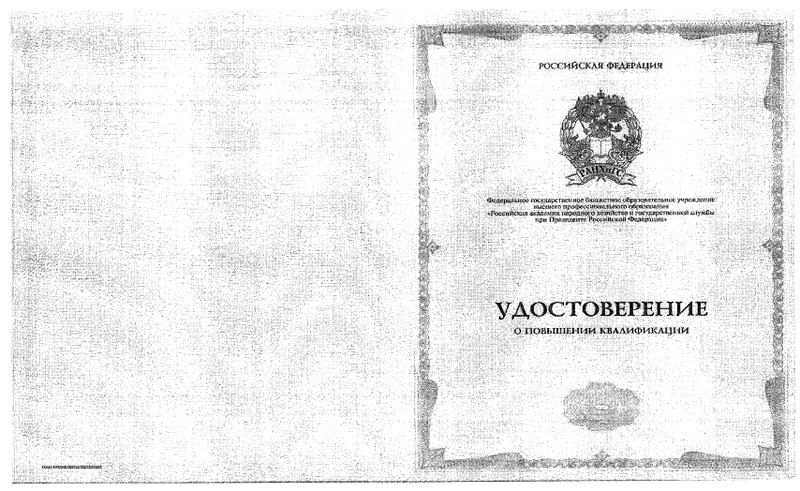 РОССИЙСКАЯ ФЕДЕРАЦИЯ
РАНХиГС
Федеральное государственное бюджетное образовательное учреждение
высшего профессионального образования
«Российская академия народного хозяйства и государственной службы
при Президенте Российской Федерации»
УДОСТОВЕРЕНИЕ
О ПОВЫШЕНИИ КВАЛИФИКАЦИИ